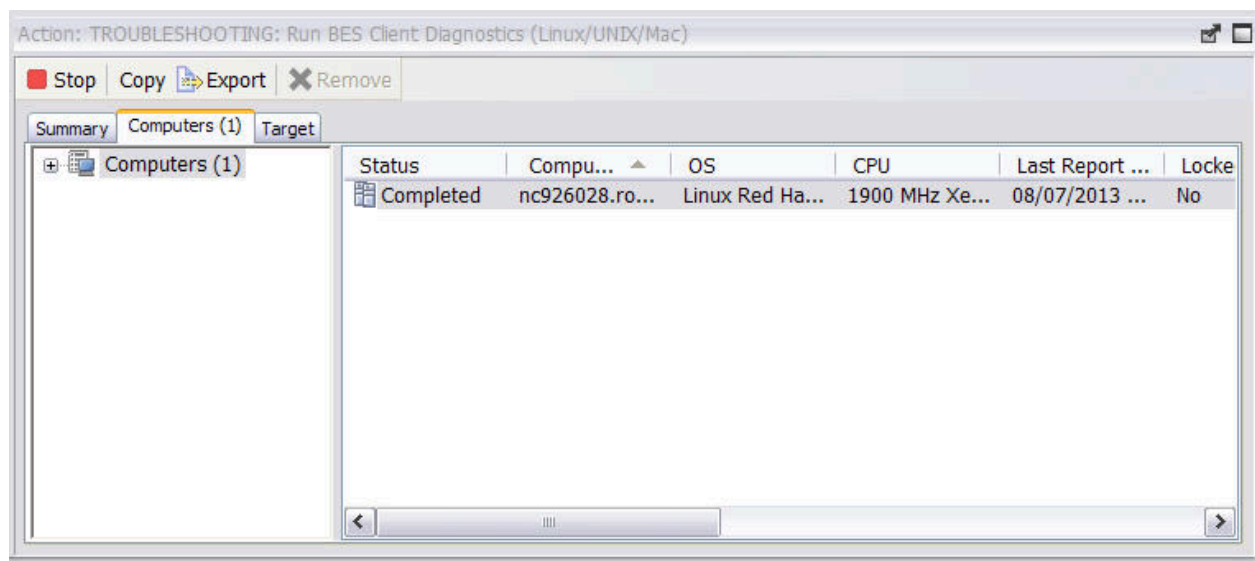 Action: TROUBLESHOOTING: Run BES Client Diagnostics (Linux/UNIX/Mac)
Stop Copy Export Remove
Summary Computers (1) Target
Computers (1)
Status Compu... OS CPU Last Report ... Locke
Completed nc926028.ro... Linux Red Ha... 1900 MHz Xe... 08/07/2013 ... No